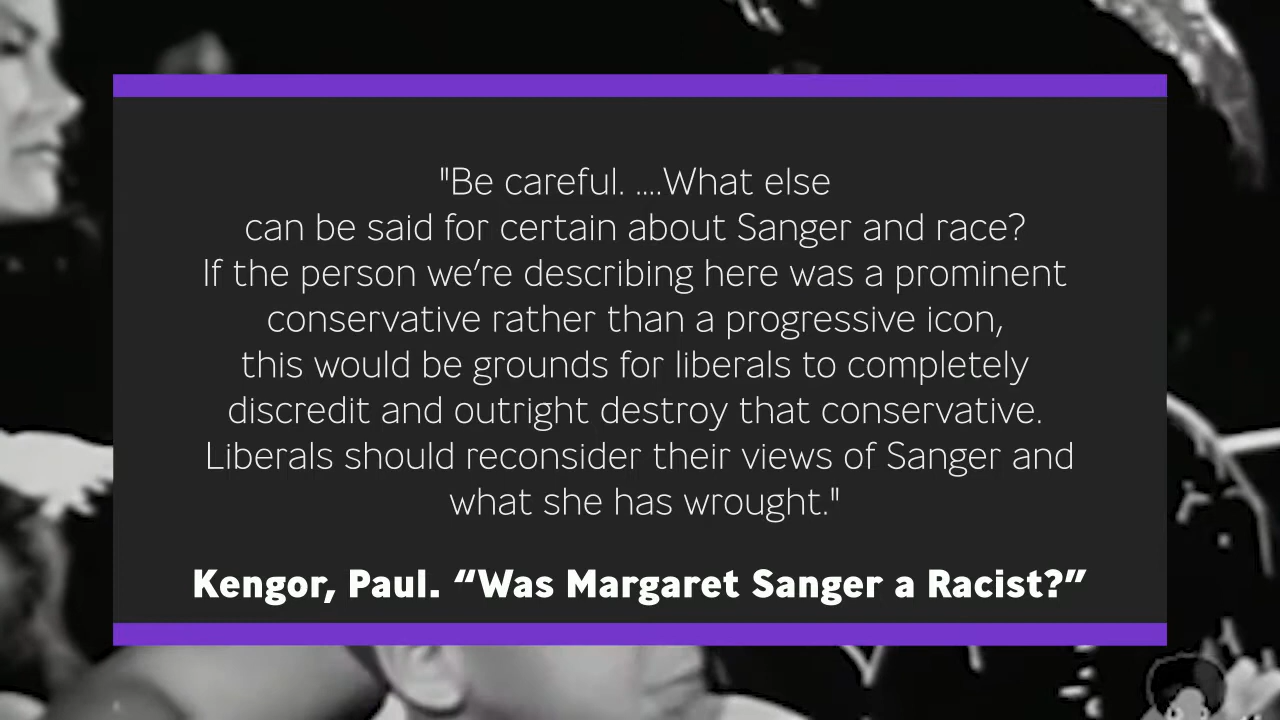 "Be careful. ....What else
can be said for certain about Sanger and race?
If the person we’re describing here was a prominent
conservative rather than a progressive icon,
this would be grounds for liberals to completely
discredit and outright destroy that conservative.
Liberals should reconsider their views of Sanger and
what she has wrought."
Kengor, Paul. “Was Margaret Sanger a Racist?”